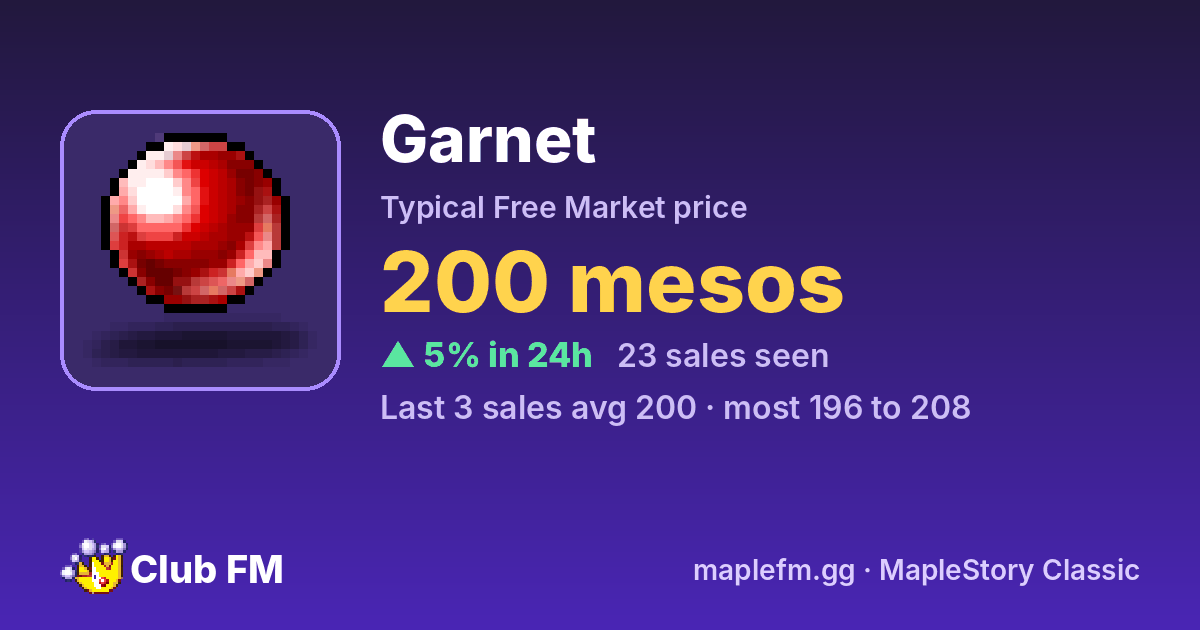 Garnet
Typical Free Market price
200 mesos
▲ 5% in 24h 23 sales seen
Last 3 sales avg 200 · most 196 to 208
Club FM
maplefm.gg · MapleStory Classic